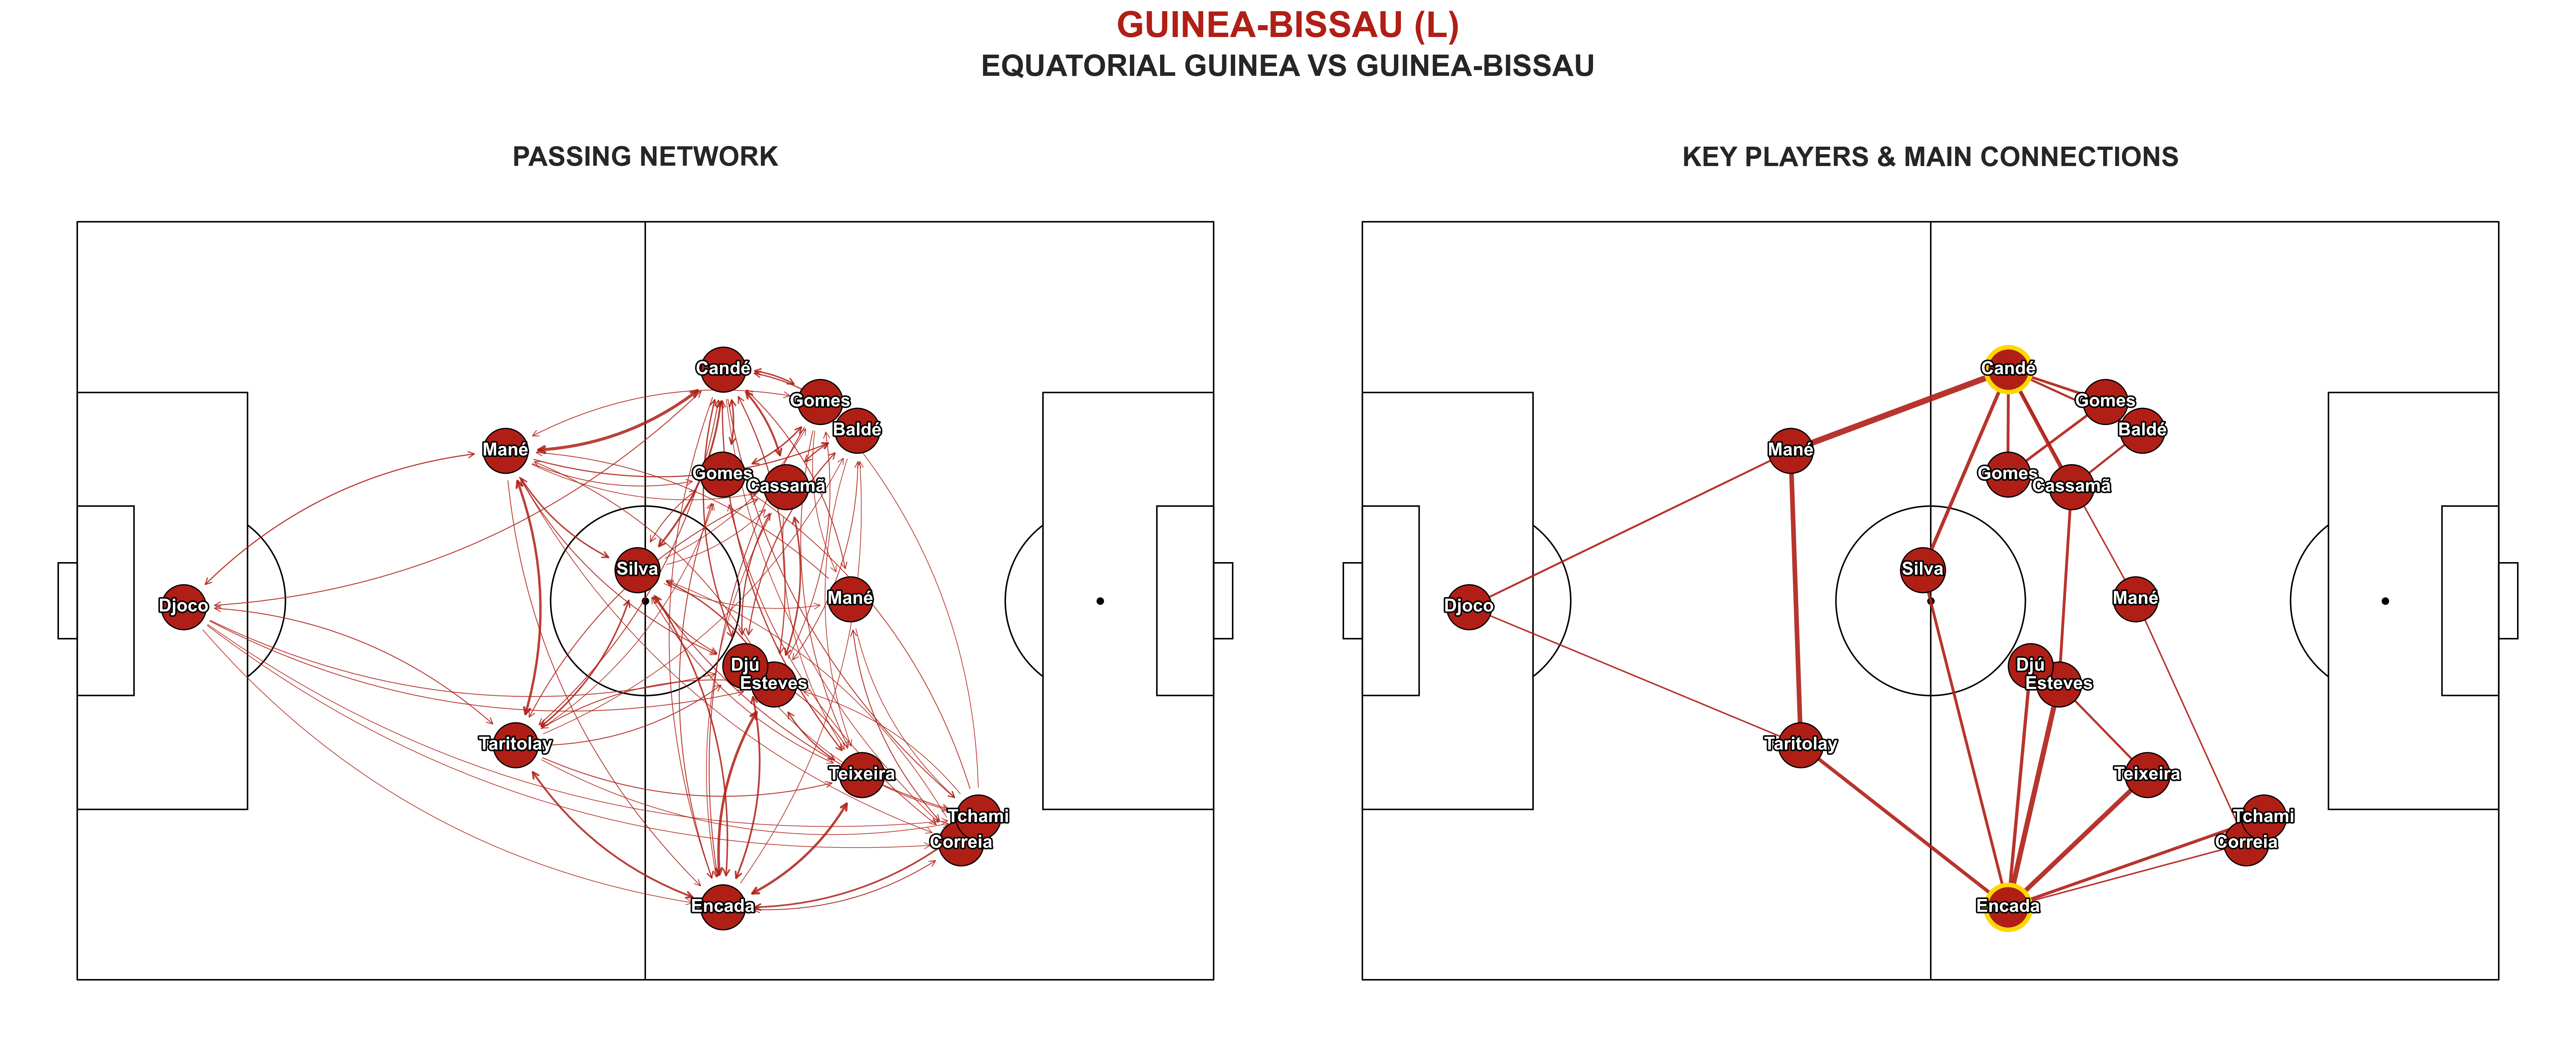 GUINEA-BISSAU (L)
EQUATORIAL GUINEA VS GUINEA-BISSAU
PASSING NETWORK
Candé
Gomes
Baldé
Mané
Gomes
Cassamã
Silva
Mané
Djoco
Djú
Esteves
Taritolay
Teixeira
Tchami
Correia
Encada
KEY PLAYERS & MAIN CONNECTIONS
Candé
Gomes
Baldé
Mané
Gomes
Cassamã
Silva
Mané
Djoco
Djú
Esteves
Taritolay
Teixeira
Tchami
Correia
Encada